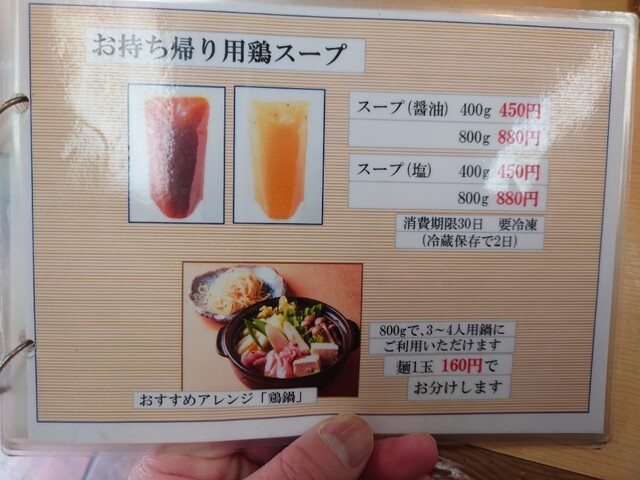 お持ち帰り用鶏スープ
スープ(醤油) 400g 450円
800g 880円
スープ(塩) 400g 450円
800g 880円
消費期限30日 要冷凍
(冷蔵保存で2日)
800gで、3〜4人用鍋に
ご利用いただけます
麺1玉 160円で
お分けします
おすすめアレンジ「鶏鍋」